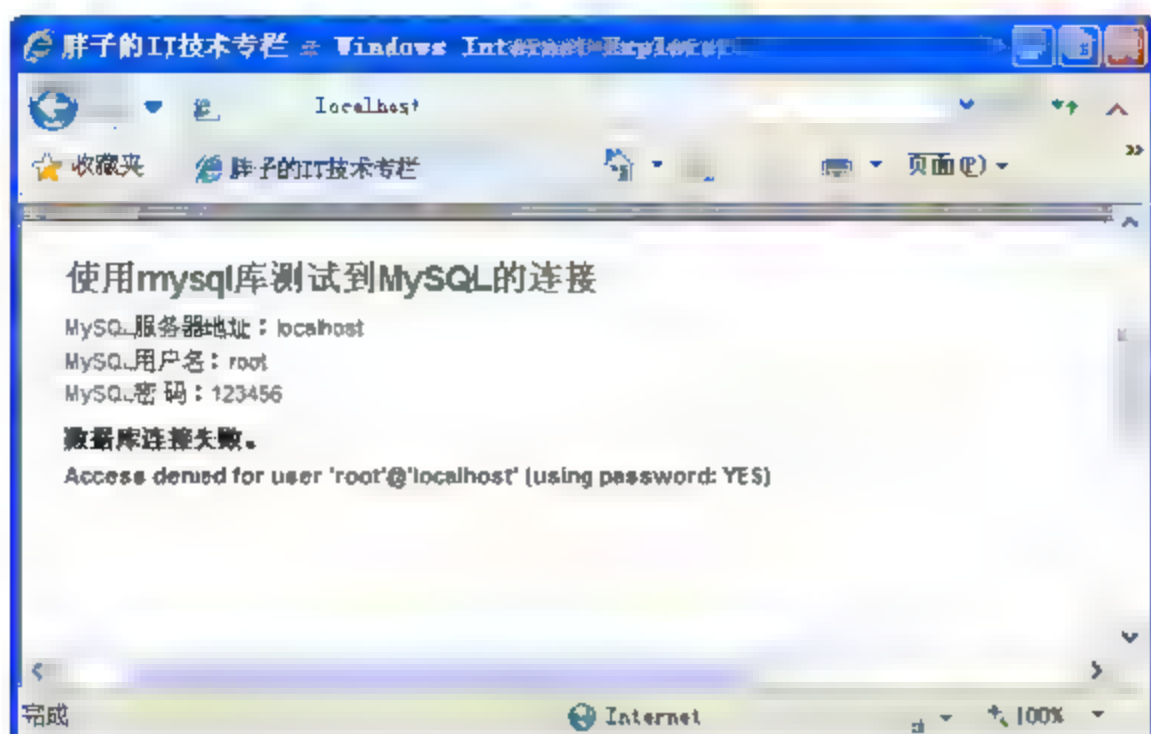 胖子的IT技术专栏 - Windows Internet Explorer
localhost
收藏夹 胖子的IT技术专栏 页面(P)
使用mysql库测试到MySQL的连接
MySQL服务器地址：localhost
MySQL用户名：root
MySQL密 码：123456
数据库连接失败。
Access denied for user 'root'@'localhost' (using password: YES)
完成 Internet 100%